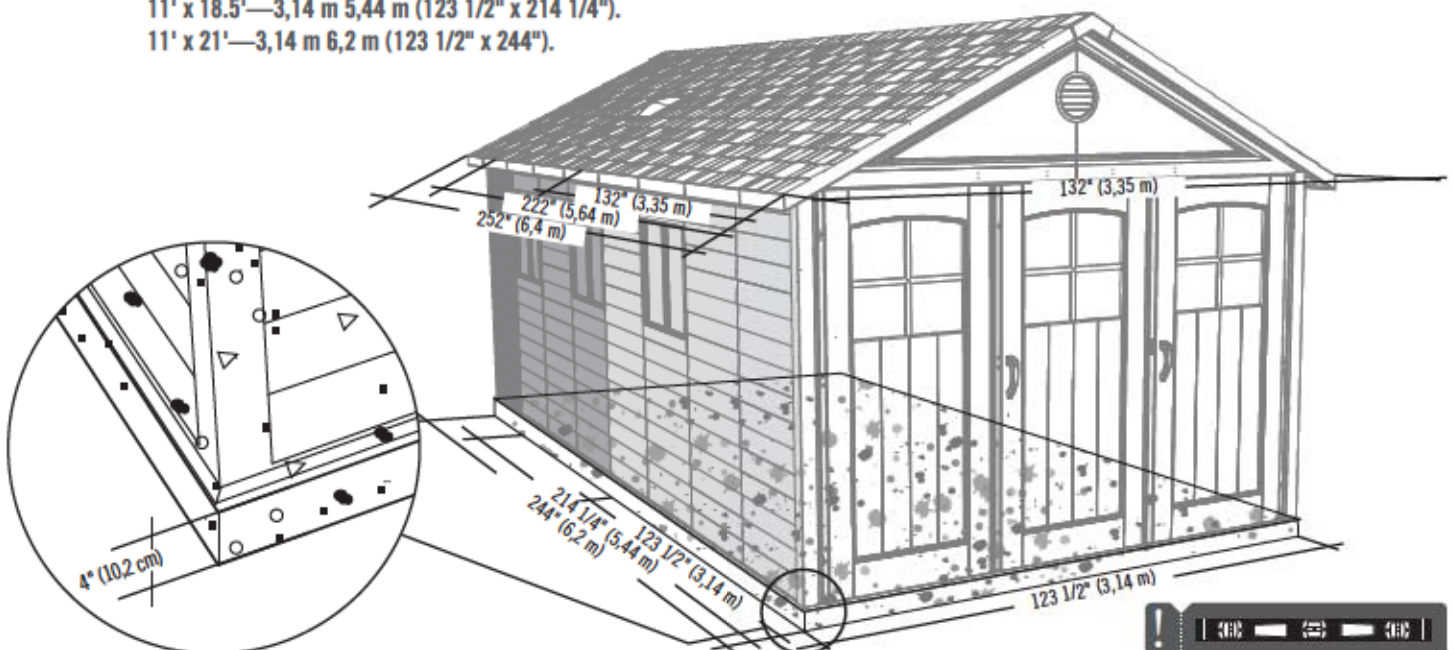 11' x 18.5'—3,14 m 5,44 m (123 1/2" x 214 1/4").
11' x 21'—3,14 m 6,2 m (123 1/2" x 244").
132" (3,35 m)
222" (5,64 m)
252" (6,4 m)
132" (3,35 m)
4" (10,2 cm)
214 1/4" (5,44 m)
244" (6,2 m)
123 1/2" (3,14 m)
123 1/2" (3,14 m)
!